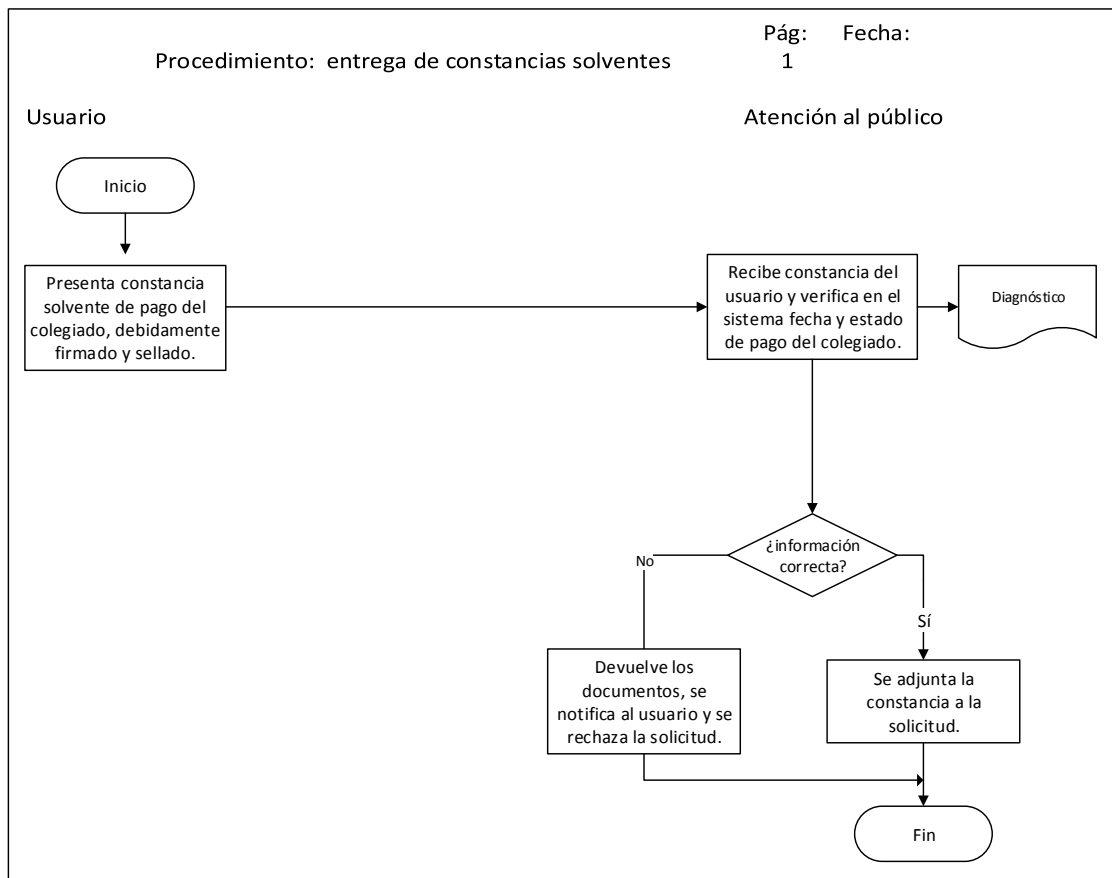 Pág: Fecha:
Procedimiento: entrega de constancias solventes 1
Usuario
Atención al público
Inicio
Presenta constancia
solvente de pago del
colegiado, debidamente
firmado y sellado.
Recibe constancia del
usuario y verifica en el
sistema fecha y estado
de pago del colegiado.
Diagnóstico
¿información
correcta?
No
Sí
Devuelve los
documentos, se
notifica al usuario y se
rechaza la solicitud.
Se adjunta la
constancia a la
solicitud.
Fin